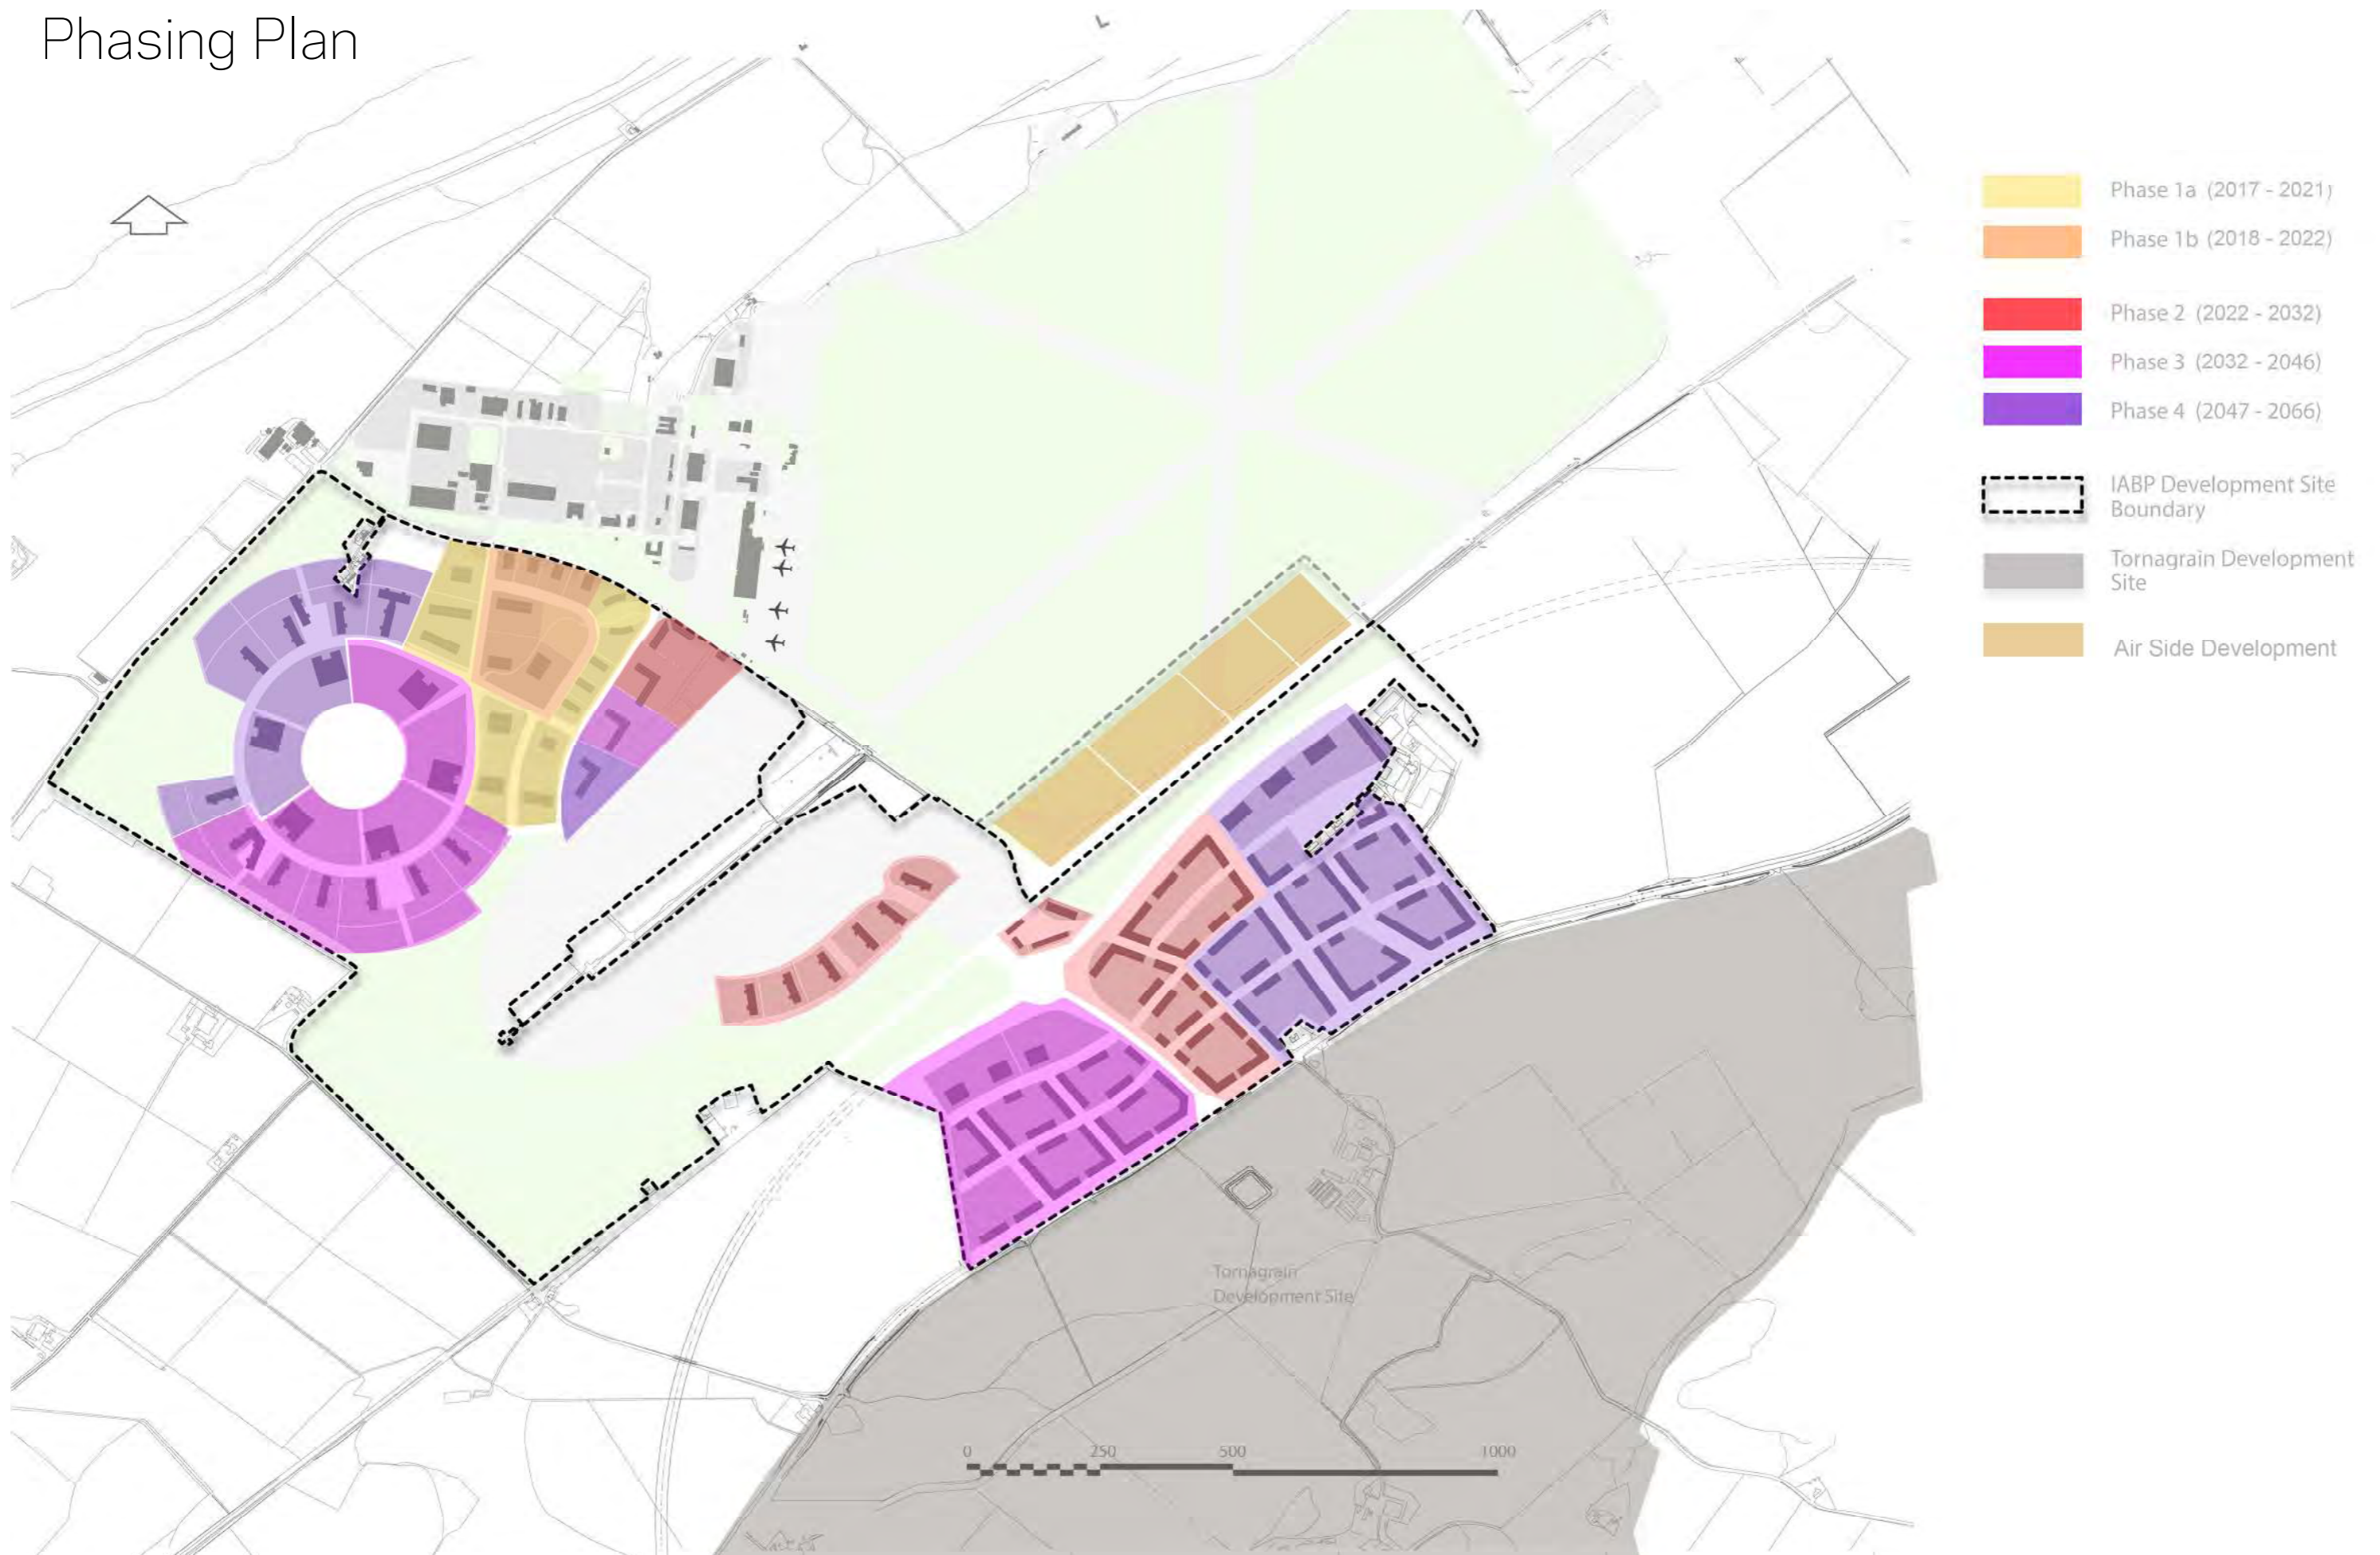 Phasing Plan
Phase 1a (2017 - 2021)
Phase 1b (2018 - 2022)
Phase 2 (2022 - 2032)
Phase 3 (2032 - 2046)
Phase 4 (2047 - 2066)
IABP Development Site
Boundary
Tornagrain Development
Site
Air Side Development
Tornagrain
Development Site
0 250 500 1000